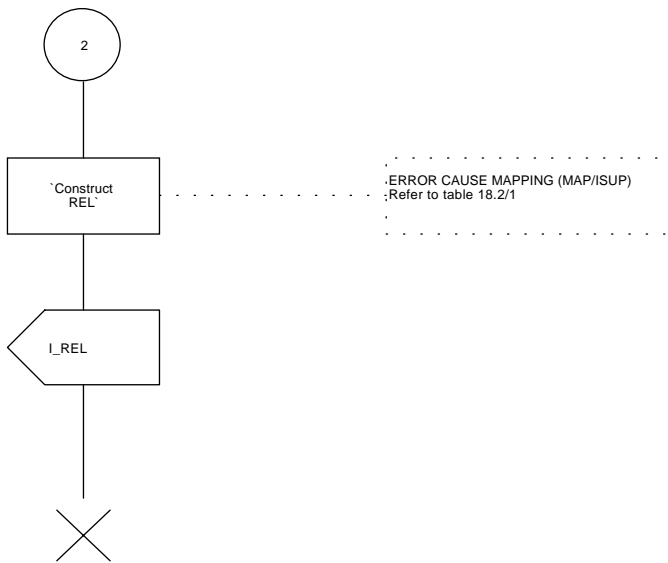 2
`Construct
REL`
ERROR CAUSE MAPPING (MAP/ISUP)
Refer to table 18.2/1
I_REL